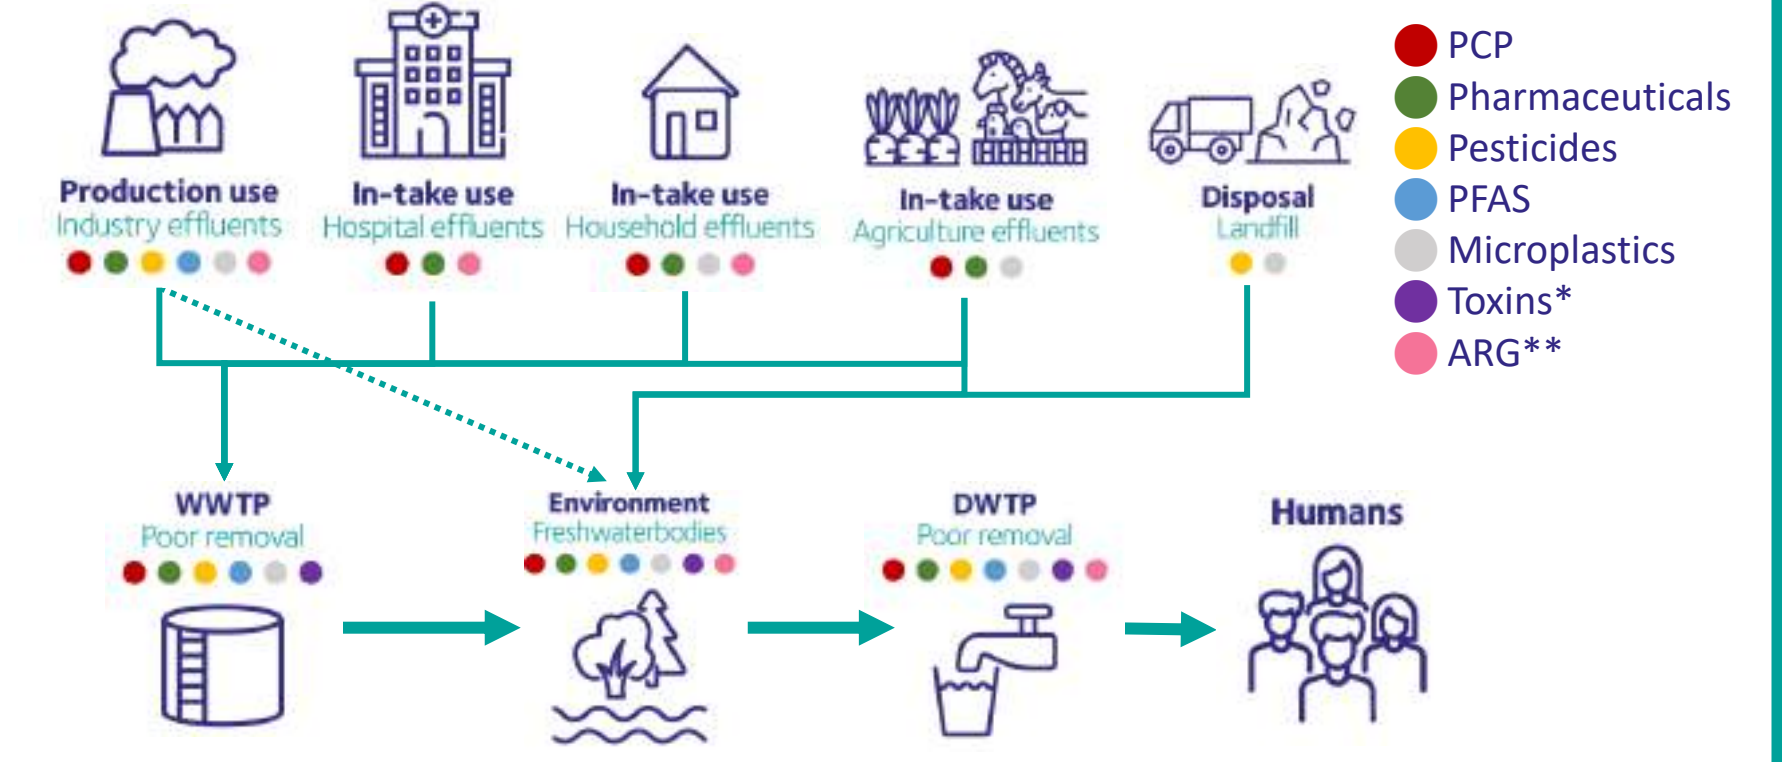 Production use
Industry effluents
In-take use
Hospital effluents
In-take use
Household effluents
In-take use
Agriculture effluents
Disposal
Landfill
PCP
Pharmaceuticals
Pesticides
PFAS
Microplastics
Toxins*
ARG**
WWTP
Poor removal
Environment
Freshwaterbodies
DWTP
Poor removal
Humans